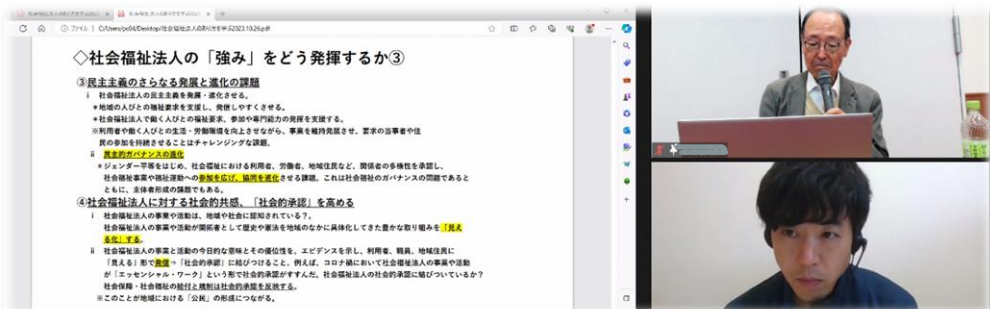 ファイル | C:/Users/pc04/Desktop/社会福祉法人の在り方を学ぶ2023.10.26.pdf
◇社会福祉法人の「強み」をどう発揮するか③
③民主主義のさらなる発展と進化の課題
ⅰ 社会福祉法人の民主主義を発展・進化させる。
＊地域の人びとの福祉要求を支援し、発信しやすくさせる。
＊社会福祉法人で働く人びとの福祉要求、参加や専門能力の発揮を支援する。
※利用者や働く人びとの生活・労働環境を向上させながら、事業を維持発展させ、要求の当事者や住
民の参加を持続させることはチャレンジングな課題。
ⅱ 民主的ガバナンスの進化
＊ジェンダー平等をはじめ、社会福祉における利用者、労働者、地域住民など、関係者の多様性を承認し、
社会福祉事業や福祉運動への参加を広げ、協同を進化させる課題。これは社会福祉のガバナンスの問題であると
ともに、主体者形成の課題でもある。
④社会福祉法人に対する社会的共感、「社会的承認」を高める
ⅰ 社会福祉法人の事業や活動は、地域や社会に認知されている？。
社会福祉法人の事業や活動が開拓者として歴史や憲法を地域のなかに具体化してきた豊かな取り組みを「見え
る化」する。
ⅱ 社会福祉法人の事業と活動の今日的な意味とその優位性を、エビデンスを示し、利用者、職員、地域住民に
「見える」形で発信⇒「社会的承認」に結びつけること。例えば、コロナ禍において社会福祉法人の事業や活動
が「エッセンシャル・ワーク」という形で社会的承認がすすんだ。社会福祉法人の社会的承認に結びついているか？
社会保障・社会福祉の給付と規制は社会的承認を反映する。
※このことが地域における「公民」の形成につながる。